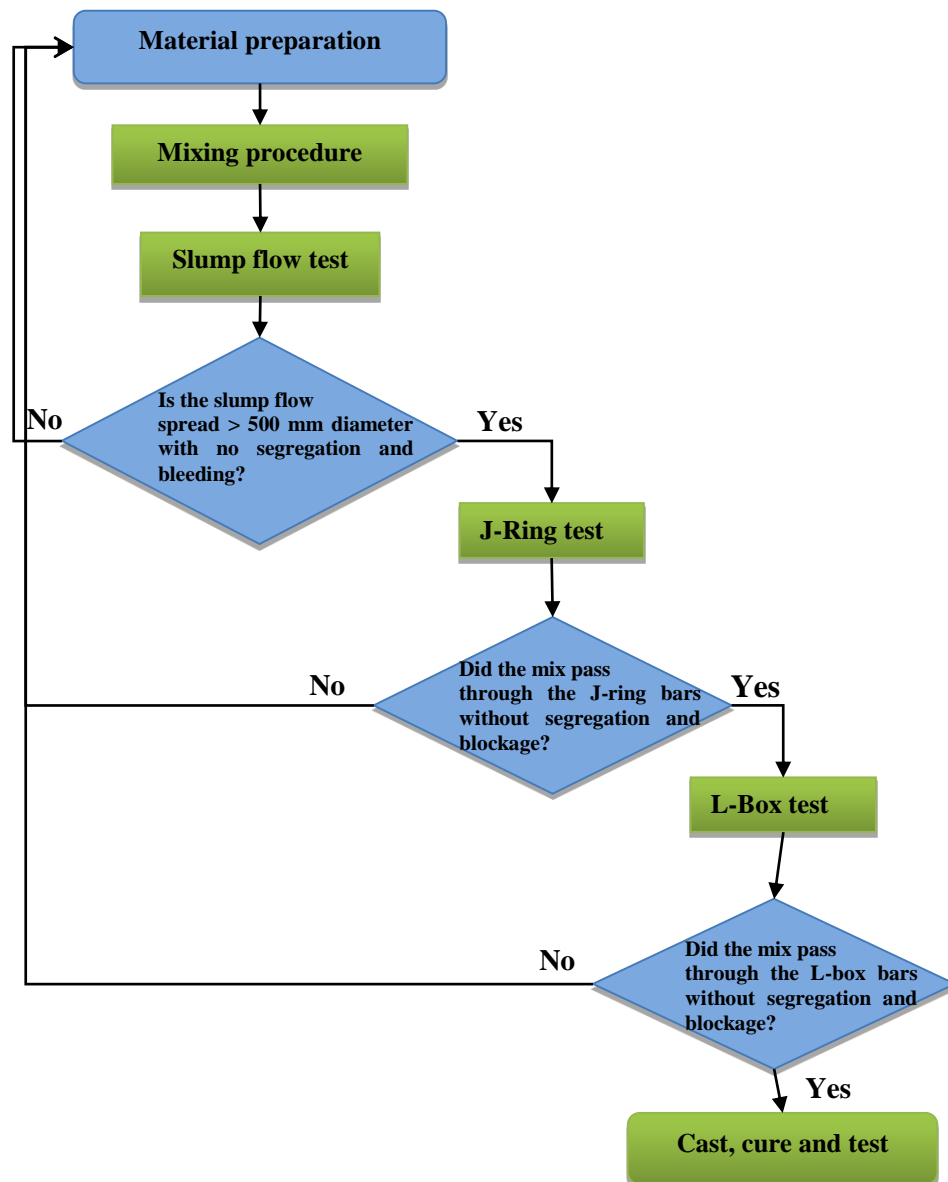 Material preparation
Mixing procedure
Slump flow test
Is the slump flow
spread > 500 mm diameter
with no segregation and
bleeding?
No
Yes
J-Ring test
Did the mix pass
through the J-ring bars
without segregation and
blockage?
No
Yes
L-Box test
Did the mix pass
through the L-box bars
without segregation and
blockage?
No
Yes
Cast, cure and test